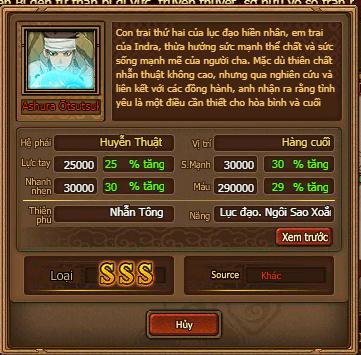 Con trai thứ hai của lục đạo hiền nhân, em trai
của Indra, thừa hưởng sức mạnh thể chất và sức
sống mạnh mẽ của người cha. Mặc dù thiên chất
nhẫn thuật không cao, nhưng qua nghiên cứu và
liên kết với các đồng hành, anh nhận ra rằng tình
yêu là một điều cần thiết cho hòa bình và cuối
Ashura Ōtsutsuki
Hệ phái Huyễn Thuật Vị trí Hàng cuối
Lực tay 25000 25 % tăng S.Mạnh 30000 30 % tăng
Nhanh nhẹn 30000 30 % tăng Máu 290000 29 % tăng
Thiên phú Nhẫn Tông Năng Lục đạo. Ngôi Sao Xoắ
Xem trước
Loại SSS Source Khác
Hủy